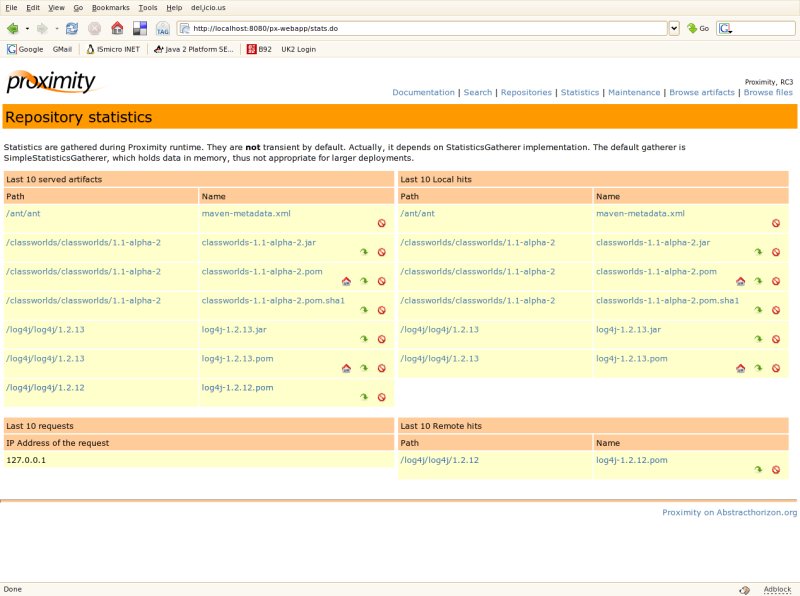 File Edit View Go Bookmarks Tools Help del.icio.us
TAG http://localhost:8080/px-webapp/stats.do Go
Google GMail ISmicro INET Java 2 Platform SE... B92 UK2 Login
proximity
Proximity, RC3
Documentation | Search | Repositories | Statistics | Maintenance | Browse artifacts | Browse files
Repository statistics
Statistics are gathered during Proximity runtime. They are not transient by default. Actually, it depends on StatisticsGatherer implementation. The default gatherer is
SimpleStatisticsGatherer, which holds data in memory, thus not appropriate for larger deployments.
Last 10 served artifacts
Path Name
/ant/ant maven-metadata.xml
/classworlds/classworlds/1.1-alpha-2 classworlds-1.1-alpha-2.jar
/classworlds/classworlds/1.1-alpha-2 classworlds-1.1-alpha-2.pom
/classworlds/classworlds/1.1-alpha-2 classworlds-1.1-alpha-2.pom.sha1
/log4j/log4j/1.2.13 log4j-1.2.13.jar
/log4j/log4j/1.2.13 log4j-1.2.13.pom
/log4j/log4j/1.2.12 log4j-1.2.12.pom
Last 10 Local hits
Path Name
/ant/ant maven-metadata.xml
/classworlds/classworlds/1.1-alpha-2 classworlds-1.1-alpha-2.jar
/classworlds/classworlds/1.1-alpha-2 classworlds-1.1-alpha-2.pom
/classworlds/classworlds/1.1-alpha-2 classworlds-1.1-alpha-2.pom.sha1
/log4j/log4j/1.2.13 log4j-1.2.13.jar
/log4j/log4j/1.2.13 log4j-1.2.13.pom
Last 10 requests
IP Address of the request
127.0.0.1
Last 10 Remote hits
Path Name
/log4j/log4j/1.2.12 log4j-1.2.12.pom
Proximity on Abstracthorizon.org
Done Adblock